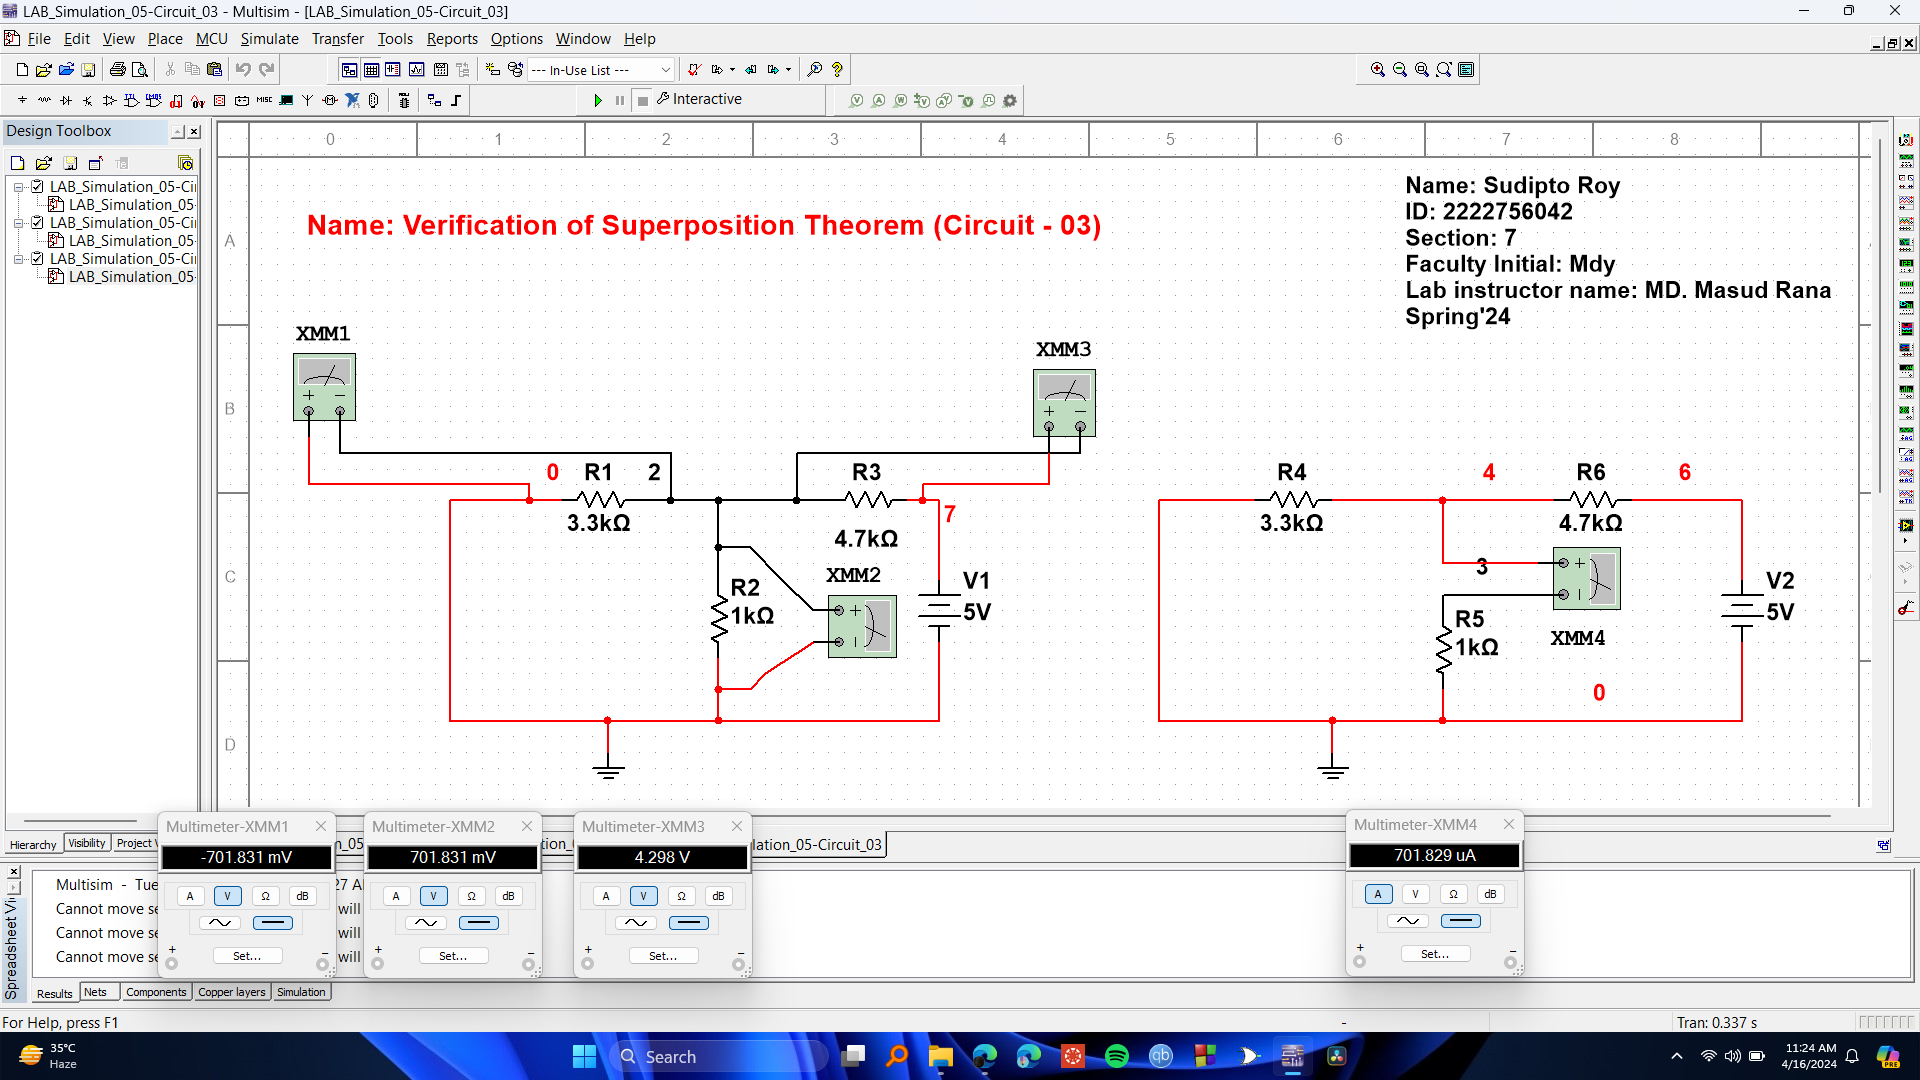 LAB_Simulation_05-Circuit_03 - Multisim - [LAB_Simulation_05-Circuit_03]
File Edit View Place MCU Simulate Transfer Tools Reports Options Window Help
--- In-Use List ---
MISC
Interactive
Design Toolbox
LAB_Simulation_05-Ci
LAB_Simulation_05-
LAB_Simulation_05-Ci
LAB_Simulation_05-
LAB_Simulation_05-Ci
LAB_Simulation_05-
0 1 2 3 4 5 6 7 8
A
B
C
D
Name: Verification of Superposition Theorem (Circuit - 03)
Name: Sudipto Roy
ID: 2222756042
Section: 7
Faculty Initial: Mdy
Lab instructor name: MD. Masud Rana
Spring'24
XMM1
XMM3
0 R1 2 R3
3.3kΩ
7
4.7kΩ
XMM2
R2
1kΩ
V1
5V
R4 4 R6 6
3.3kΩ 4.7kΩ
3
V2
5V
R5
1kΩ
XMM4
0
Hierarchy Visibility Project V
n_05
tion_0
lation_05-Circuit_03
Multimeter-XMM1
-701.831 mV
A V Ω dB
Set...
Multimeter-XMM2
701.831 mV
A V Ω dB
Set...
Multimeter-XMM3
4.298 V
A V Ω dB
Set...
Multimeter-XMM4
701.829 uA
A V Ω dB
Set...
Spreadsheet Vi
Multisim - Tue 27 A
Cannot move se will
Cannot move se will
Cannot move se will
Results Nets Components Copper layers Simulation
For Help, press F1
-
Tran: 0.337 s
35°C
Haze
Search
11:24 AM
4/16/2024